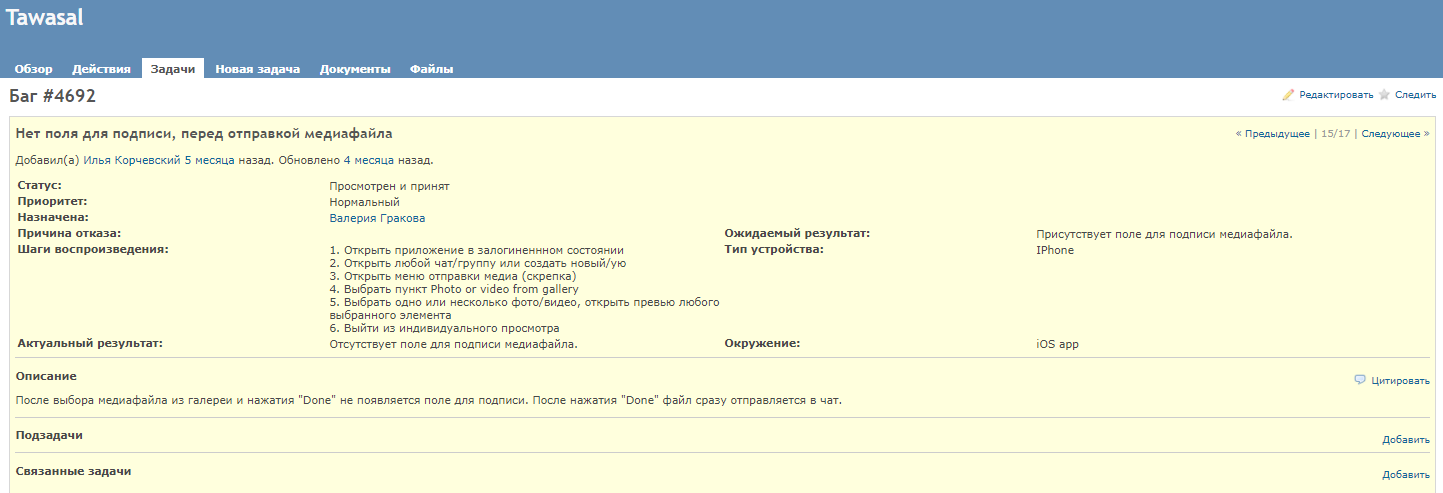 Tawasal
Обзор Действия Задачи Новая задача Документы Файлы
Баг #4692
Редактировать Следить
Нет поля для подписи, перед отправкой медиафайла
« Предыдущее | 15/17 | Следующее »
Добавил(а) Илья Корчевский 5 месяца назад. Обновлено 4 месяца назад.
Статус: Просмотрен и принят
Приоритет: Нормальный
Назначена: Валерия Гракова
Причина отказа: Ожидаемый результат: Присутствует поле для подписи медиафайла.
Шаги воспроизведения: 1. Открыть приложение в залогиненнном состоянии Тип устройства: IPhone
2. Открыть любой чат/группу или создать новый/ую
3. Открыть меню отправки медиа (скрепка)
4. Выбрать пункт Photo or video from gallery
5. Выбрать одно или несколько фото/видео, открыть превью любого
выбранного элемента
6. Выйти из индивидуального просмотра
Актуальный результат: Отсутствует поле для подписи медиафайла. Окружение: iOS app
Описание
Цитировать
После выбора медиафайла из галереи и нажатия "Done" не появляется поле для подписи. После нажатия "Done" файл сразу отправляется в чат.
Подзадачи
Добавить
Связанные задачи
Добавить